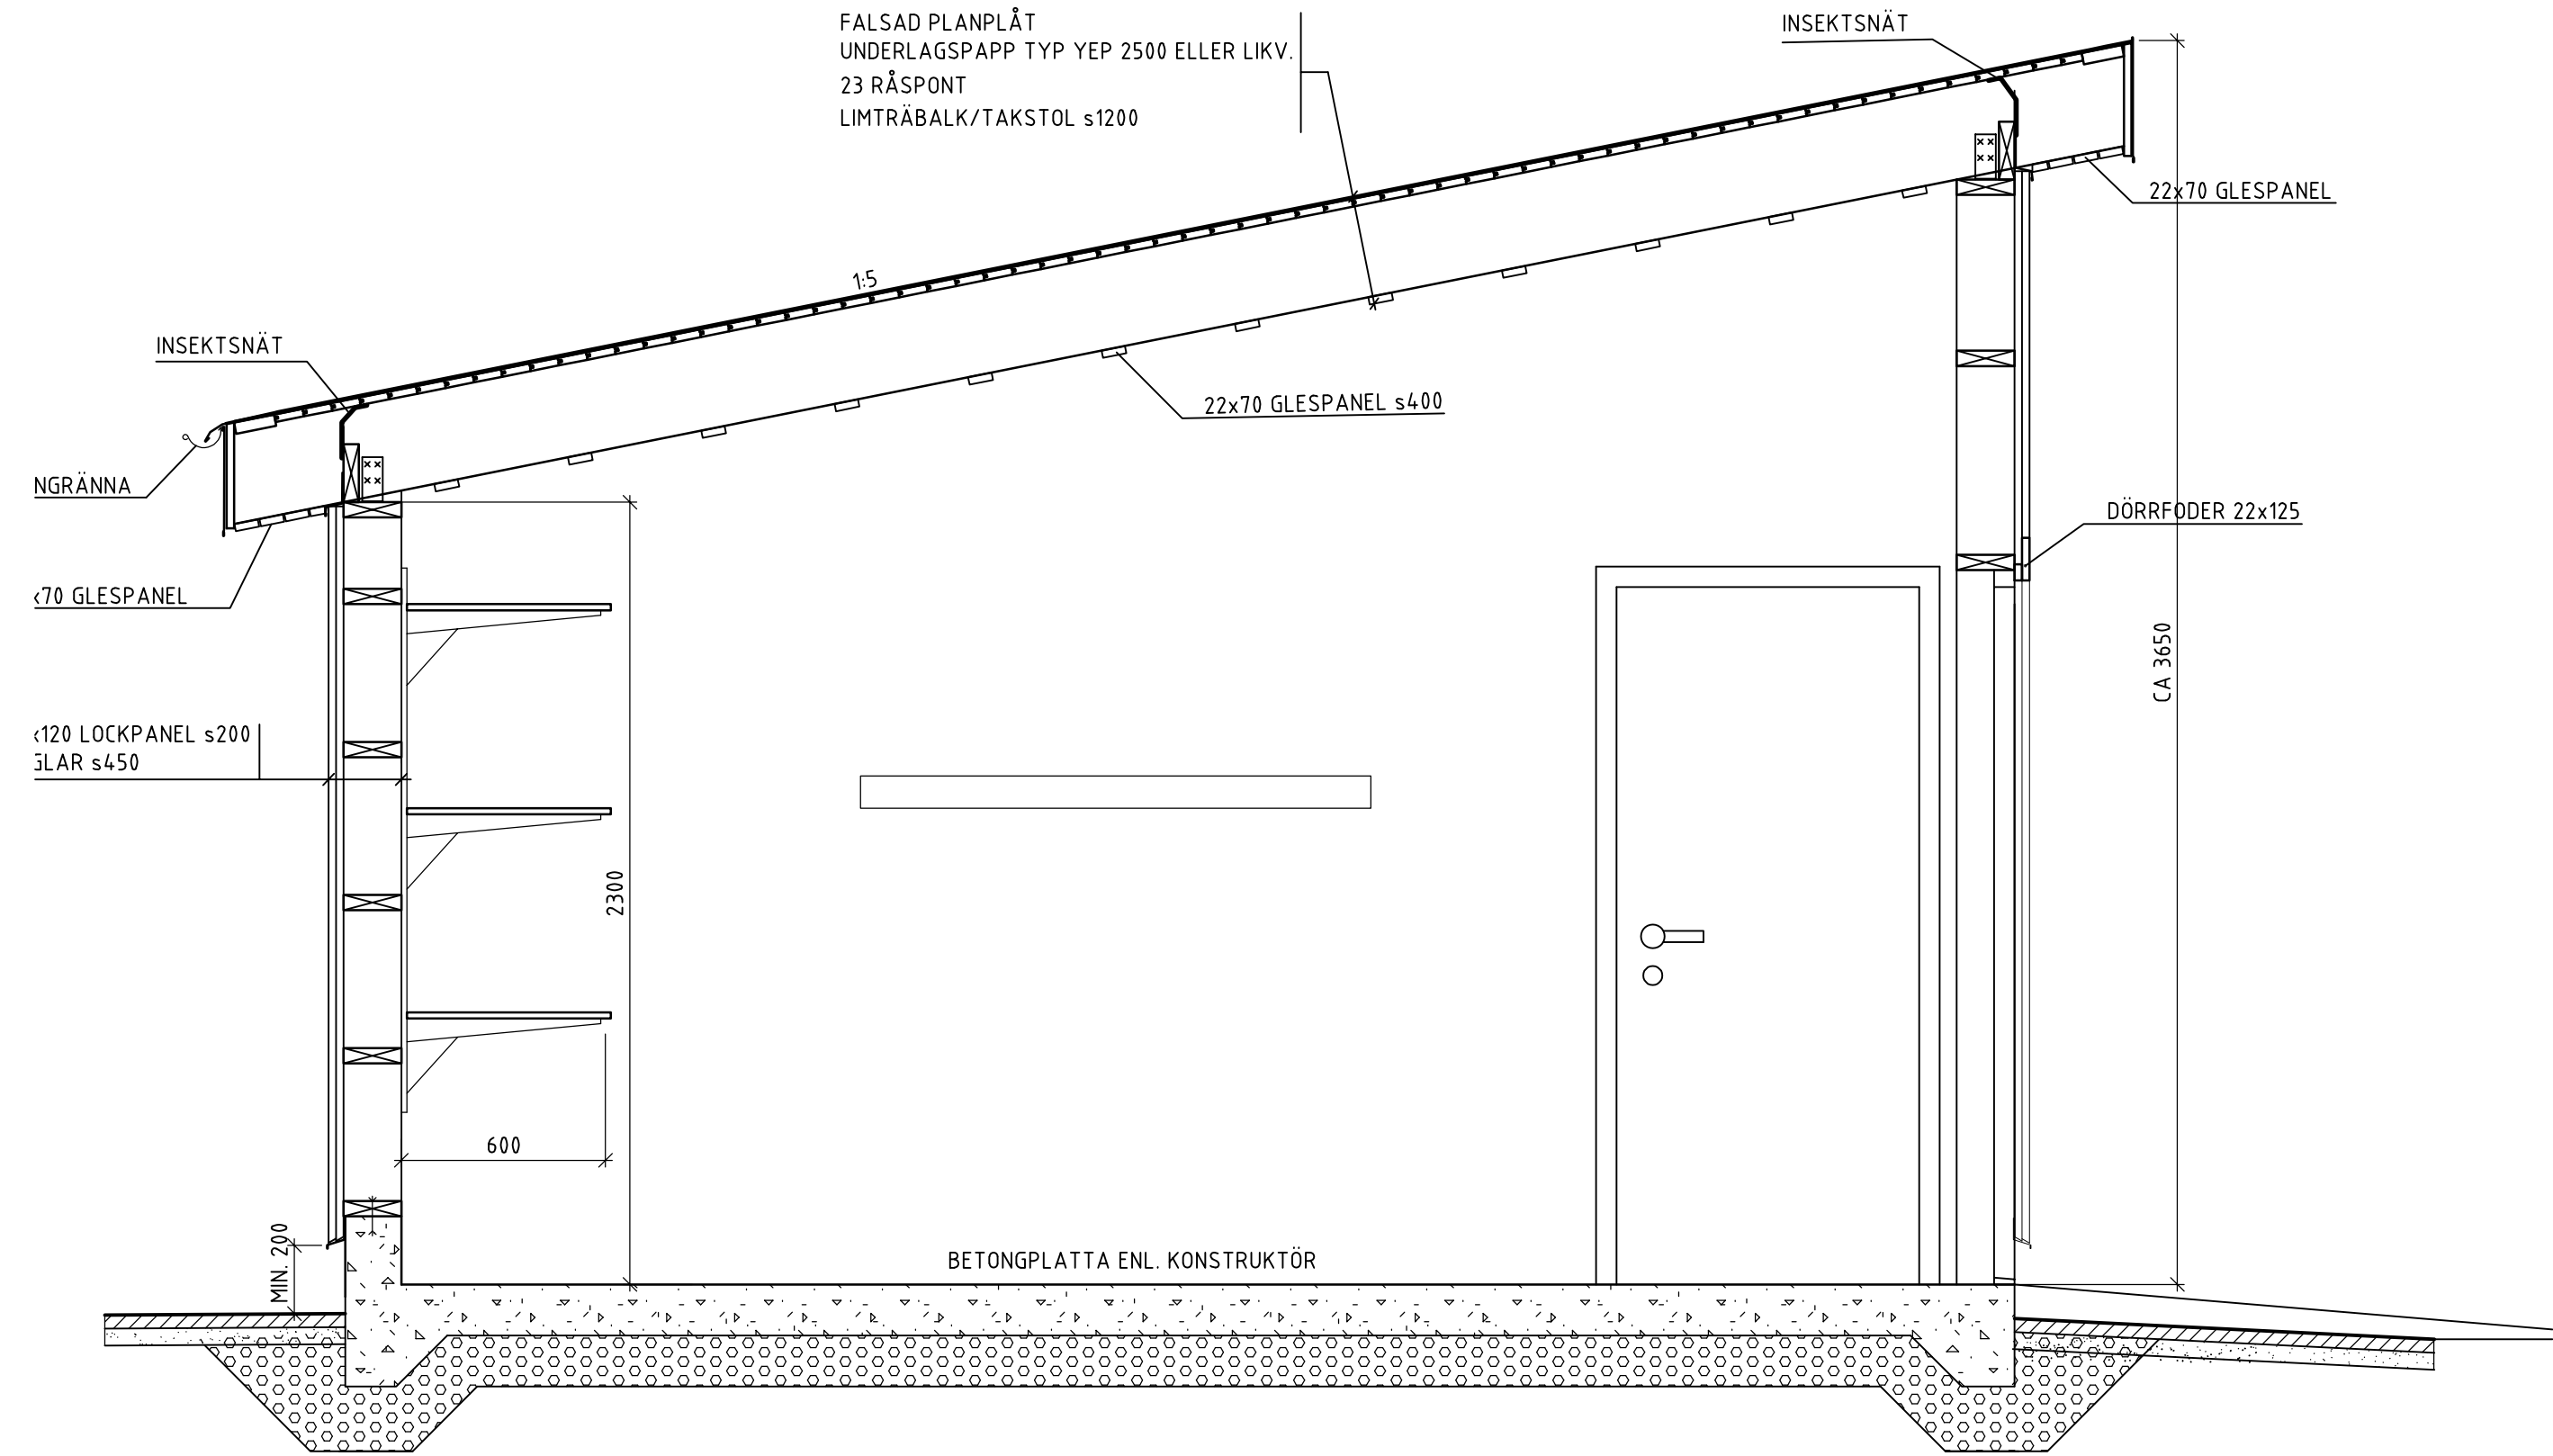 FALSAD PLANPLÅT
UNDERLAGSPAPP TYP YEP 2500 ELLER LIKV.
23 RÅSPONT
LIMTRÄBALK/TAKSTOL s1200
INSEKTSNÄT
22x70 GLESPANEL
1:5
INSEKTSNÄT
22x70 GLESPANEL s400
NGRÄNNA
DÖRRFODER 22x125
x70 GLESPANEL
CA 3650
x120 LOCKPANEL s200
GLAR s450
2300
600
MIN. 200
BETONGPLATTA ENL. KONSTRUKTÖR